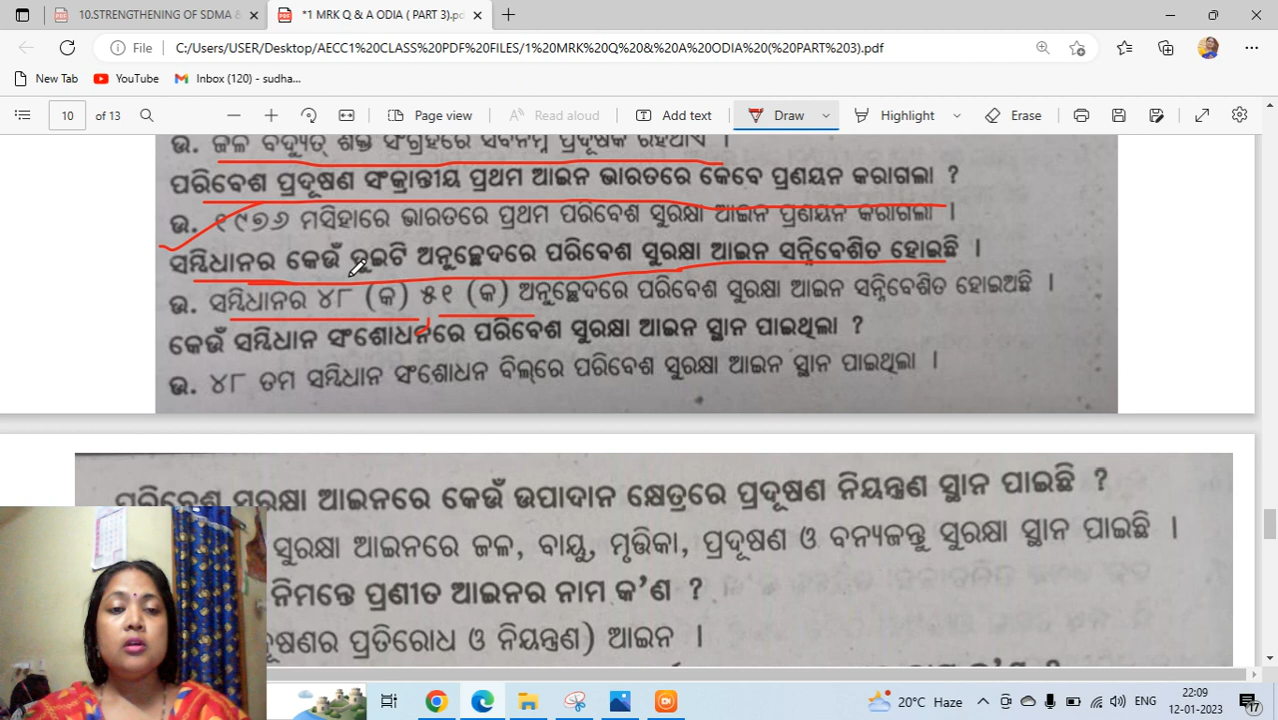 10.STRENGTHENING OF SDMA &
*1 MRK Q & A ODIA ( PART 3).pd
File
C:/Users/USER/Desktop/AECC1%20CLASS%20PDF%20FILES/1%20MRK%20Q%20&%20A%20ODIA%20(%20PART%203).pdf
New Tab YouTube Inbox (120) - sudha...
10 of 13 Page view Read aloud Add text Draw Highlight Erase
ଉ. ଜଳ ବିଦ୍ୟୁତ୍ ଶକ୍ତି ସଂଗ୍ରହରେ ସର୍ବନିମ୍ନ ପ୍ରଦୂଷକ ରହିଥାଏ ।
ପରିବେଶ ପ୍ରଦୂଷଣ ସଂକ୍ରାନ୍ତୀୟ ପ୍ରଥମ ଆଇନ ଭାରତରେ କେବେ ପ୍ରଣୟନ କରାଗଲା ?
ଉ. ୧୯୭୬ ମସିହାରେ ଭାରତରେ ପ୍ରଥମ ପରିବେଶ ସୁରକ୍ଷା ଆଇନ ପ୍ରଣୟନ କରାଗଲା ।
ସମ୍ବିଧାନର କେଉଁ ଦୁଇଟି ଅନୁଚ୍ଛେଦରେ ପରିବେଶ ସୁରକ୍ଷା ଆଇନ ସନ୍ନିବେଶିତ ହୋଇଛି ।
ଉ. ସମ୍ବିଧାନର ୪୮ (କ) ୫୧ (କ) ଅନୁଚ୍ଛେଦରେ ପରିବେଶ ସୁରକ୍ଷା ଆଇନ ସନ୍ନିବେଶିତ ହୋଇଅଛି ।
କେଉଁ ସମ୍ବିଧାନ ସଂଶୋଧନରେ ପରିବେଶ ସୁରକ୍ଷା ଆଇନ ସ୍ଥାନ ପାଇଥିଲା ?
ଉ. ୪୮ ତମ ସମ୍ବିଧାନ ସଂଶୋଧନ ବିଲ୍‌ରେ ପରିବେଶ ସୁରକ୍ଷା ଆଇନ ସ୍ଥାନ ପାଇଥିଲା ।
ପରିବେଶ ସୁରକ୍ଷା ଆଇନରେ କେଉଁ ଉପାଦାନ କ୍ଷେତ୍ରରେ ପ୍ରଦୂଷଣ ନିୟନ୍ତ୍ରଣ ସ୍ଥାନ ପାଇଛି ?
ସୁରକ୍ଷା ଆଇନରେ ଜଳ, ବାୟୁ, ମୃତ୍ତିକା, ପ୍ରଦୂଷଣ ଓ ବନ୍ୟଜନ୍ତୁ ସୁରକ୍ଷା ସ୍ଥାନ ପାଇଛି ।
ନିମନ୍ତେ ପ୍ରଣୀତ ଆଇନର ନାମ କ'ଣ ?
ଦୂଷଣର ପ୍ରତିରୋଧ ଓ ନିୟନ୍ତ୍ରଣ) ଆଇନ ।
20°C Haze ENG 22:09
12-01-2023 17